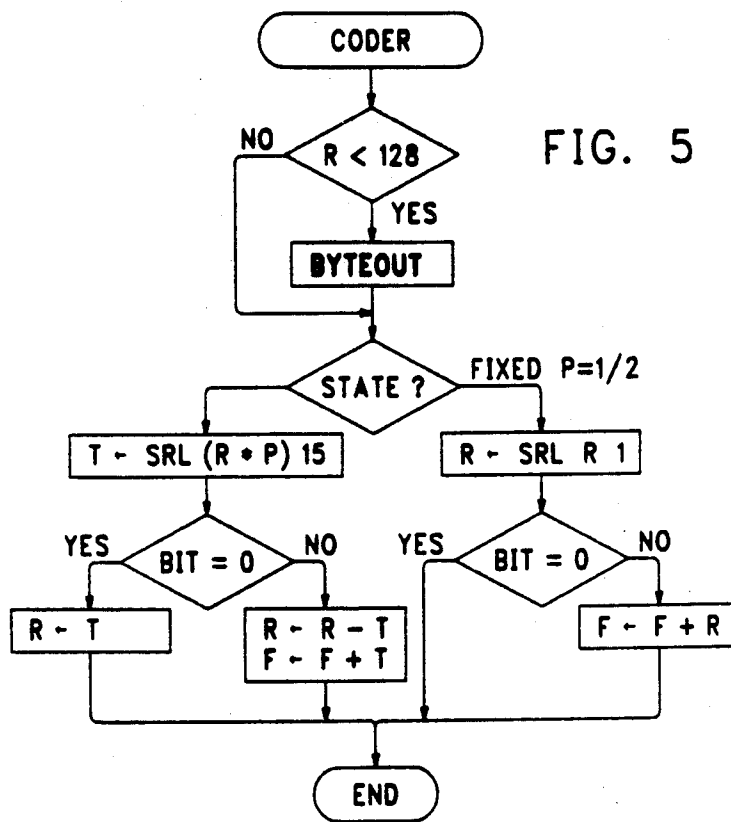 CODER
NO
R < 128
FIG. 5
YES
BYTEOUT
STATE ?
FIXED P=1/2
T ← SRL (R * P) 15
R ← SRL R 1
YES
BIT = 0
NO
YES
BIT = 0
NO
R ← T
R ← R - T
F ← F + T
F ← F + R
END